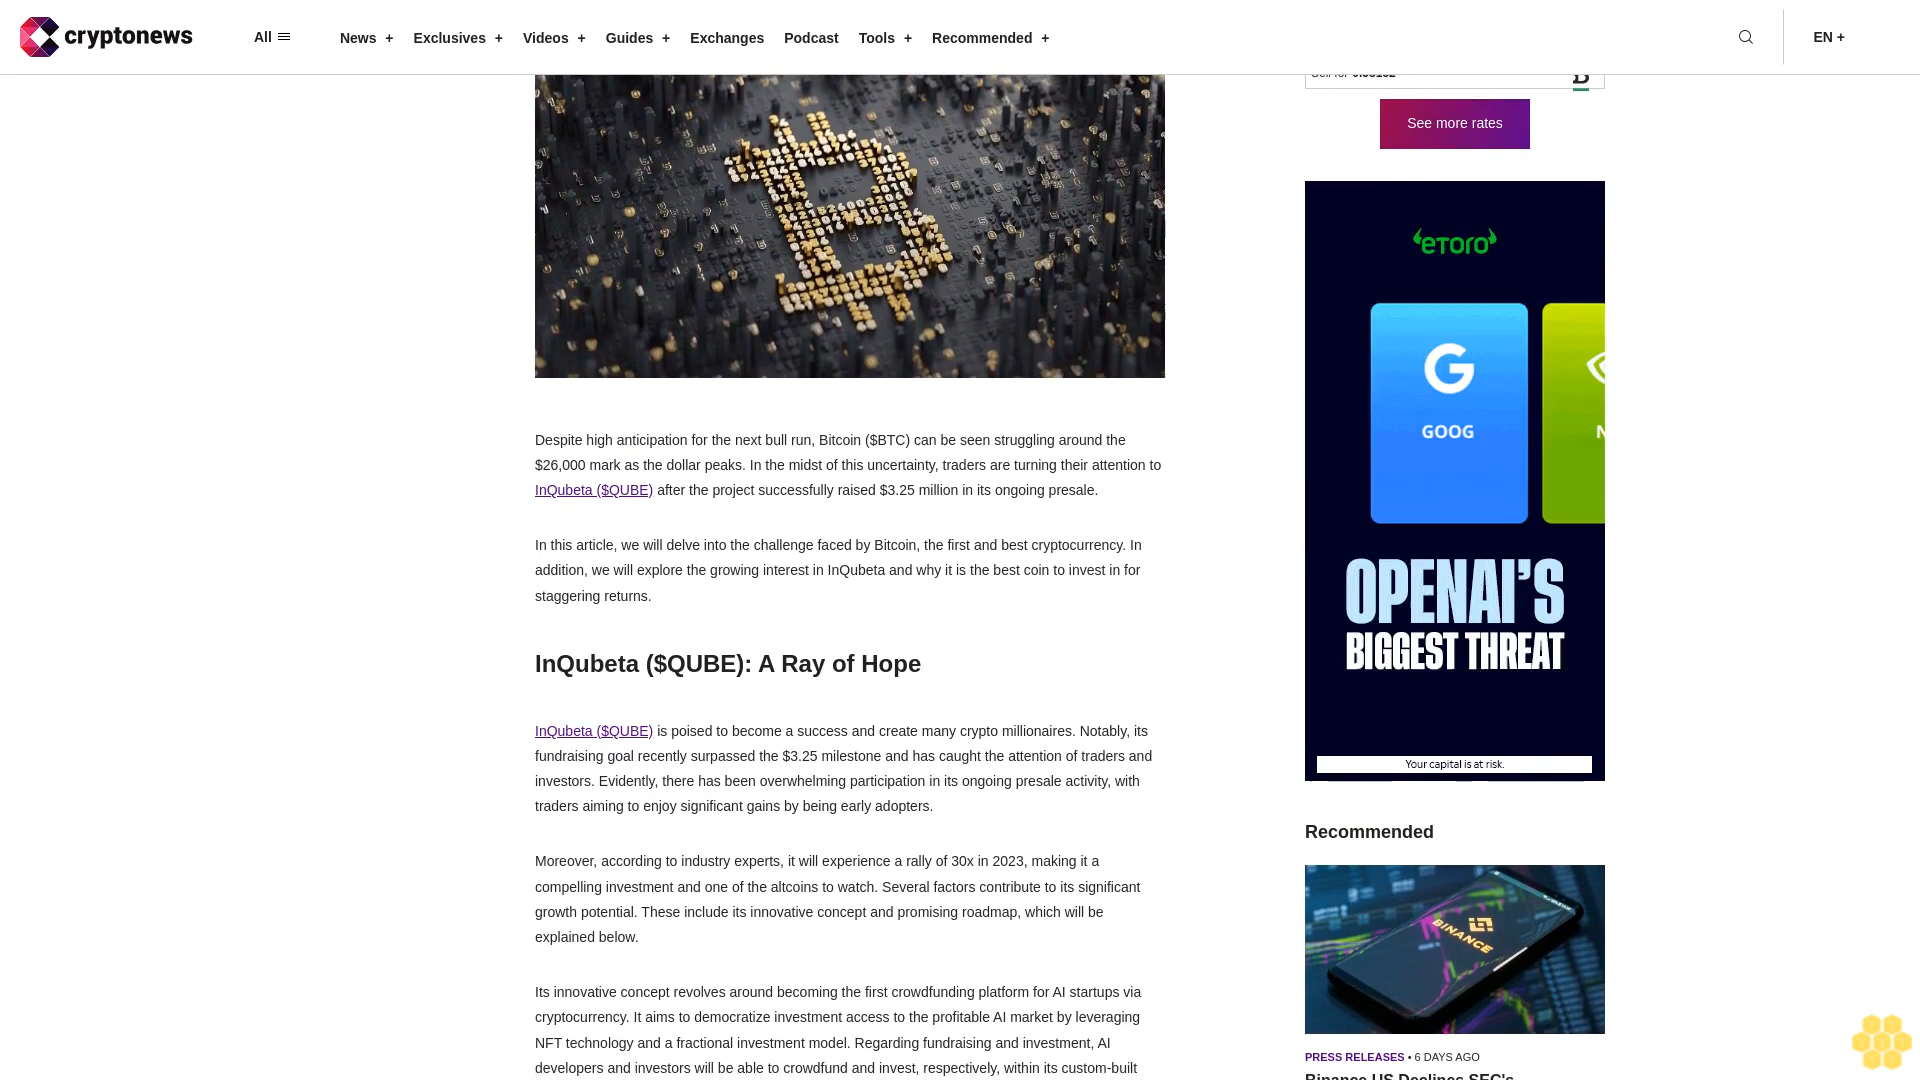 cryptonews
All
News + Exclusives + Videos + Guides + Exchanges Podcast Tools + Recommended +
EN +
See more rates
Despite high anticipation for the next bull run, Bitcoin ($BTC) can be seen struggling around the
$26,000 mark as the dollar peaks. In the midst of this uncertainty, traders are turning their attention to
InQubeta ($QUBE) after the project successfully raised $3.25 million in its ongoing presale.
In this article, we will delve into the challenge faced by Bitcoin, the first and best cryptocurrency. In
addition, we will explore the growing interest in InQubeta and why it is the best coin to invest in for
staggering returns.
InQubeta ($QUBE): A Ray of Hope
InQubeta ($QUBE) is poised to become a success and create many crypto millionaires. Notably, its
fundraising goal recently surpassed the $3.25 milestone and has caught the attention of traders and
investors. Evidently, there has been overwhelming participation in its ongoing presale activity, with
traders aiming to enjoy significant gains by being early adopters.
Moreover, according to industry experts, it will experience a rally of 30x in 2023, making it a
compelling investment and one of the altcoins to watch. Several factors contribute to its significant
growth potential. These include its innovative concept and promising roadmap, which will be
explained below.
Its innovative concept revolves around becoming the first crowdfunding platform for AI startups via
cryptocurrency. It aims to democratize investment access to the profitable AI market by leveraging
NFT technology and a fractional investment model. Regarding fundraising and investment, AI
developers and investors will be able to crowdfund and invest, respectively, within its custom-built
eToro
GOOG
N
OPENAI'S
BIGGEST THREAT
Your capital is at risk.
Recommended
BINANCE
PRESS RELEASES • 6 DAYS AGO
Binance US Declines SEC's